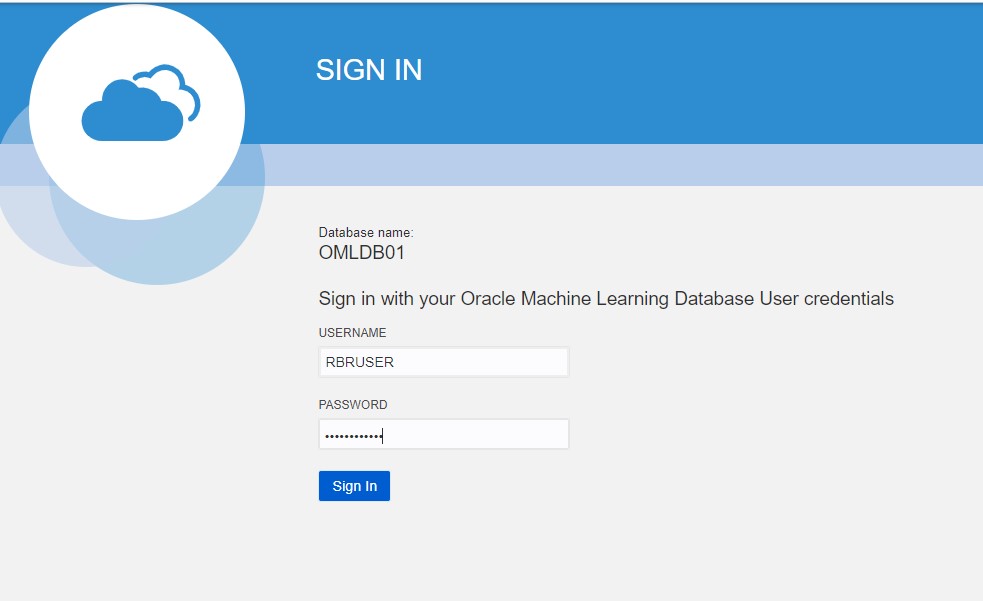 SIGN IN
Database name:
OMLDB01
Sign in with your Oracle Machine Learning Database User credentials
USERNAME
RBRUSER
PASSWORD
••••••••••••
Sign In